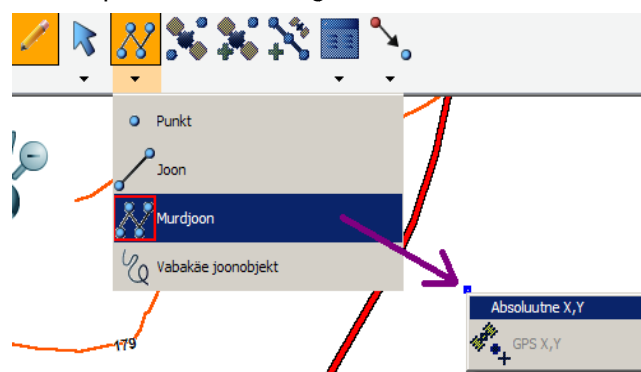 Punkt
Joon
Murdjoon
Vabakäe joonobjekt
Absoluutne X,Y
GPS X,Y
179